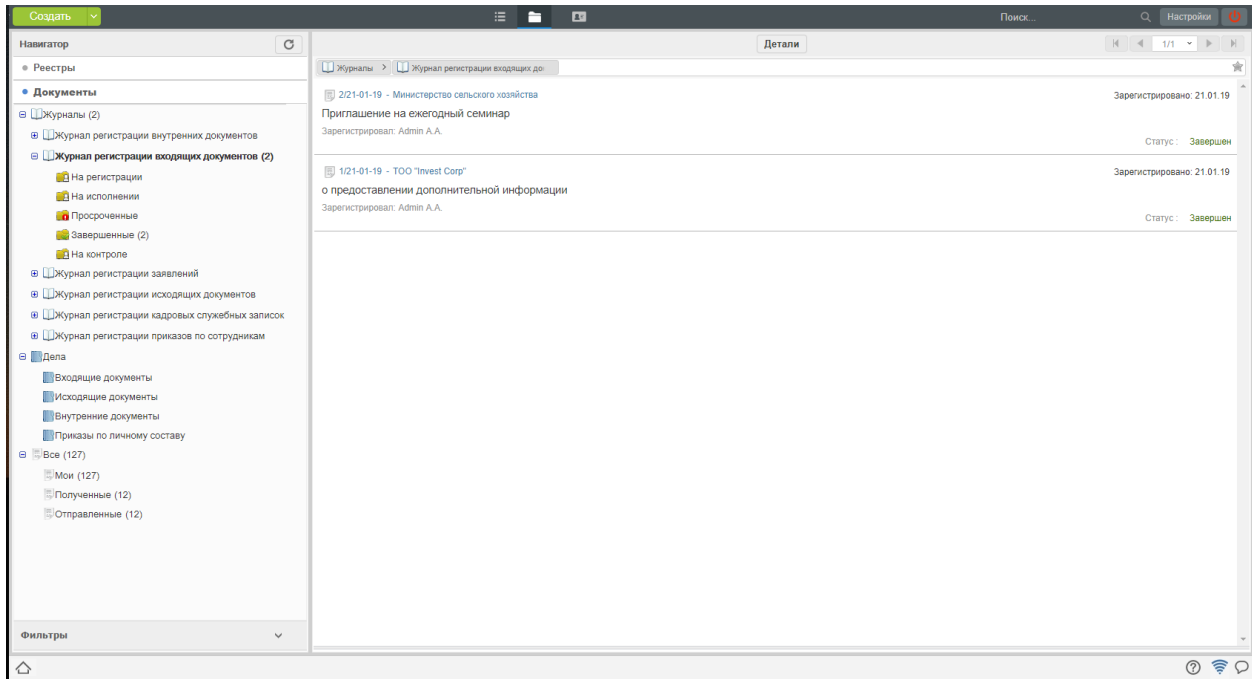 Создать
Поиск...
Настройки
Навигатор
Детали
1/1
Реестры
Журналы
Журнал регистрации входящих до
Документы
Журналы (2)
Журнал регистрации внутренних документов
Журнал регистрации входящих документов (2)
На регистрации
На исполнении
Просроченные
Завершенные (2)
На контроле
Журнал регистрации заявлений
Журнал регистрации исходящих документов
Журнал регистрации кадровых служебных записок
Журнал регистрации приказов по сотрудникам
Дела
Входящие документы
Исходящие документы
Внутренние документы
Приказы по личному составу
Все (127)
Мои (127)
Полученные (12)
Отправленные (12)
Фильтры
2/21-01-19 - Министерство сельского хозяйства
Зарегистрировано: 21.01.19
Приглашение на ежегодный семинар
Зарегистрировал: Admin A.A.
Статус : Завершен
1/21-01-19 - ТОО "Invest Corp"
Зарегистрировано: 21.01.19
о предоставлении дополнительной информации
Зарегистрировал: Admin A.A.
Статус : Завершен